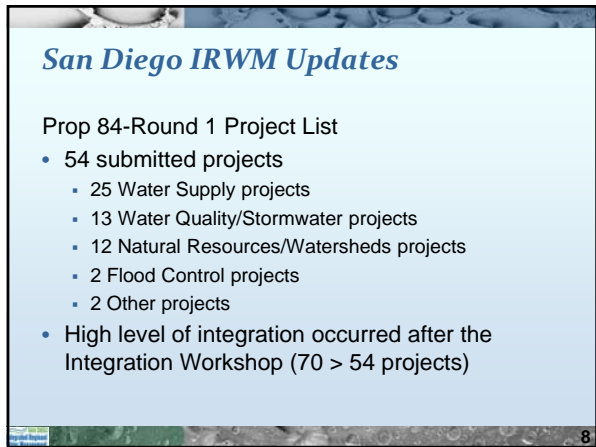 San Diego IRWM Updates
Prop 84-Round 1 Project List
• 54 submitted projects
▪ 25 Water Supply projects
▪ 13 Water Quality/Stormwater projects
▪ 12 Natural Resources/Watersheds projects
▪ 2 Flood Control projects
▪ 2 Other projects
• High level of integration occurred after the
Integration Workshop (70 > 54 projects)
8